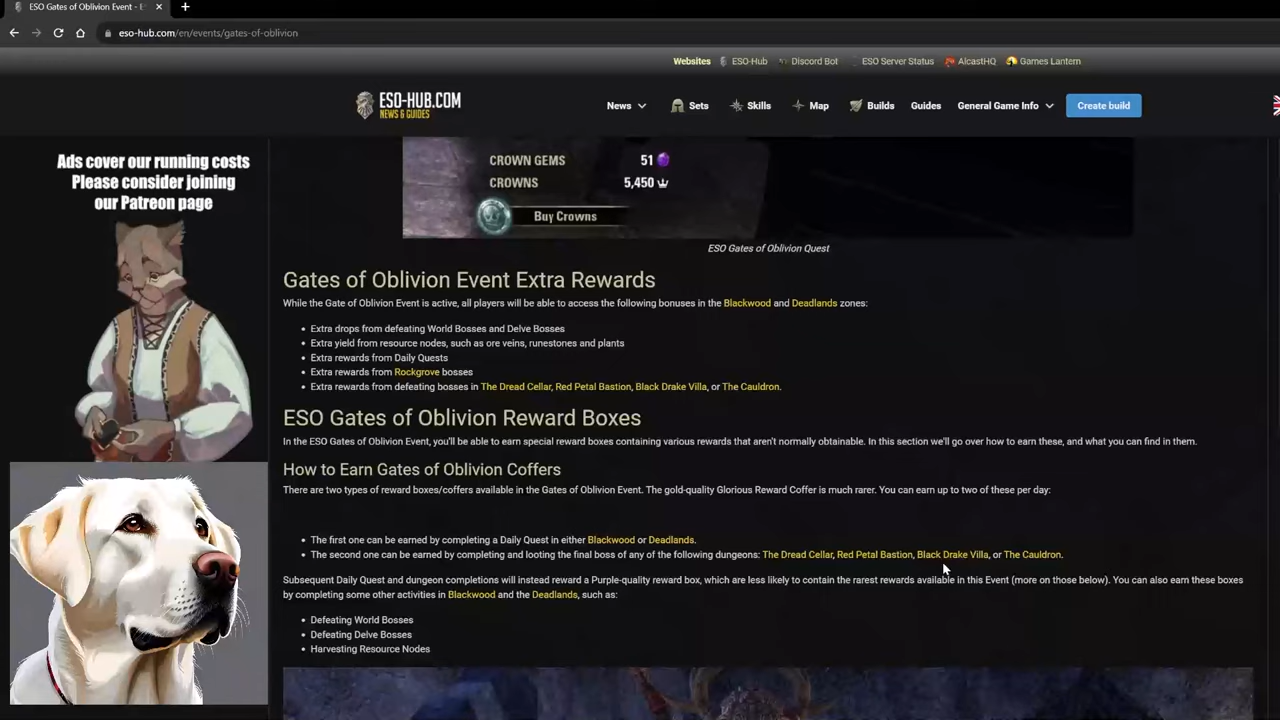 ESO Gates of Oblivion Event - E
eso-hub.com/en/events/gates-of-oblivion
Websites ESO-Hub Discord Bot ESO Server Status AlcastHQ Games Lantern
ESO-HUB.COM
NEWS & GUIDES
News Sets Skills Map Builds Guides General Game Info Create build
Ads cover our running costs
Please consider joining
our Patreon page
CROWN GEMS 51
CROWNS 5,450
Buy Crowns
ESO Gates of Oblivion Quest
Gates of Oblivion Event Extra Rewards
While the Gate of Oblivion Event is active, all players will be able to access the following bonuses in the Blackwood and Deadlands zones:
• Extra drops from defeating World Bosses and Delve Bosses
• Extra yield from resource nodes, such as ore veins, runestones and plants
• Extra rewards from Daily Quests
• Extra rewards from Rockgrove bosses
• Extra rewards from defeating bosses in The Dread Cellar, Red Petal Bastion, Black Drake Villa, or The Cauldron.
ESO Gates of Oblivion Reward Boxes
In the ESO Gates of Oblivion Event, you'll be able to earn special reward boxes containing various rewards that aren't normally obtainable. In this section we'll go over how to earn these, and what you can find in them.
How to Earn Gates of Oblivion Coffers
There are two types of reward boxes/coffers available in the Gates of Oblivion Event. The gold-quality Glorious Reward Coffer is much rarer. You can earn up to two of these per day:
• The first one can be earned by completing a Daily Quest in either Blackwood or Deadlands.
• The second one can be earned by completing and looting the final boss of any of the following dungeons: The Dread Cellar, Red Petal Bastion, Black Drake Villa, or The Cauldron.
Subsequent Daily Quest and dungeon completions will instead reward a Purple-quality reward box, which are less likely to contain the rarest rewards available in this Event (more on those below). You can also earn these boxes
by completing some other activities in Blackwood and the Deadlands, such as:
• Defeating World Bosses
• Defeating Delve Bosses
• Harvesting Resource Nodes